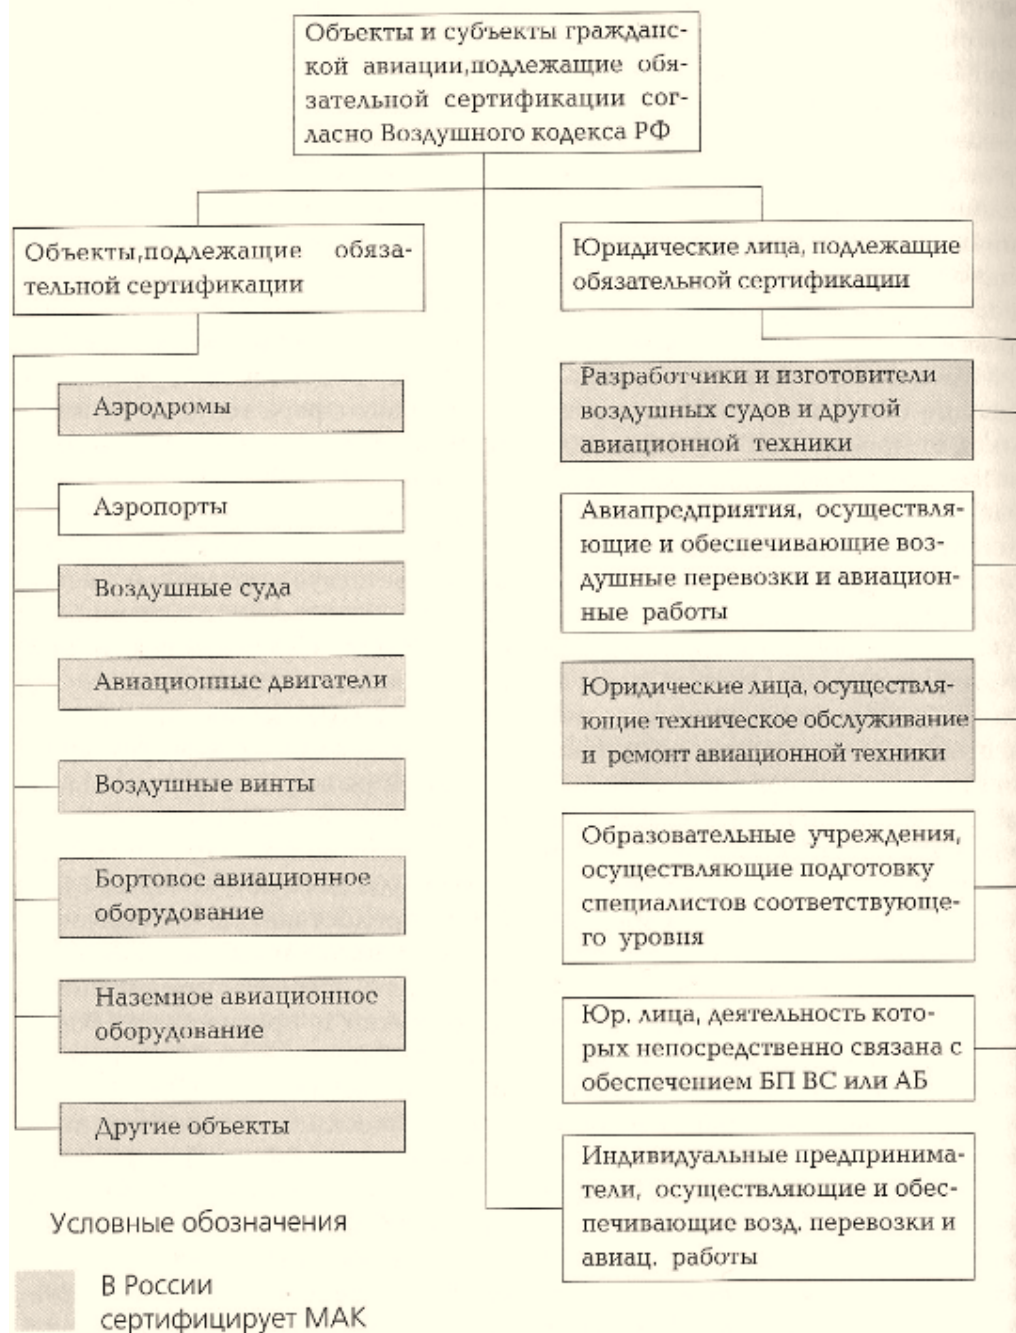 Объекты и субъекты гражданс-
кой авиации,подлежащие обя-
зательной сертификации сог-
ласно Воздушного кодекса РФ
Объекты,подлежащие обяза-
тельной сертификации
Аэродромы
Аэропорты
Воздушные суда
Авиационные двигатели
Воздушные винты
Бортовое авиационное
оборудование
Наземное авиационное
оборудование
Другие объекты
Юридические лица, подлежащие
обязательной сертификации
Разработчики и изготовители
воздушных судов и другой
авиационной техники
Авиапредприятия, осуществля-
ющие и обеспечивающие воз-
душные перевозки и авиацион-
ные работы
Юридические лица, осуществля-
ющие техническое обслуживание
и ремонт авиационной техники
Образовательные учреждения,
осуществляющие подготовку
специалистов соответствующе-
го уровня
Юр. лица, деятельность кото-
рых непосредственно связана с
обеспечением БП ВС или АБ
Индивидуальные предпринима-
тели, осуществляющие и обес-
печивающие возд. перевозки и
авиац. работы
Условные обозначения
В России
сертифицирует МАК